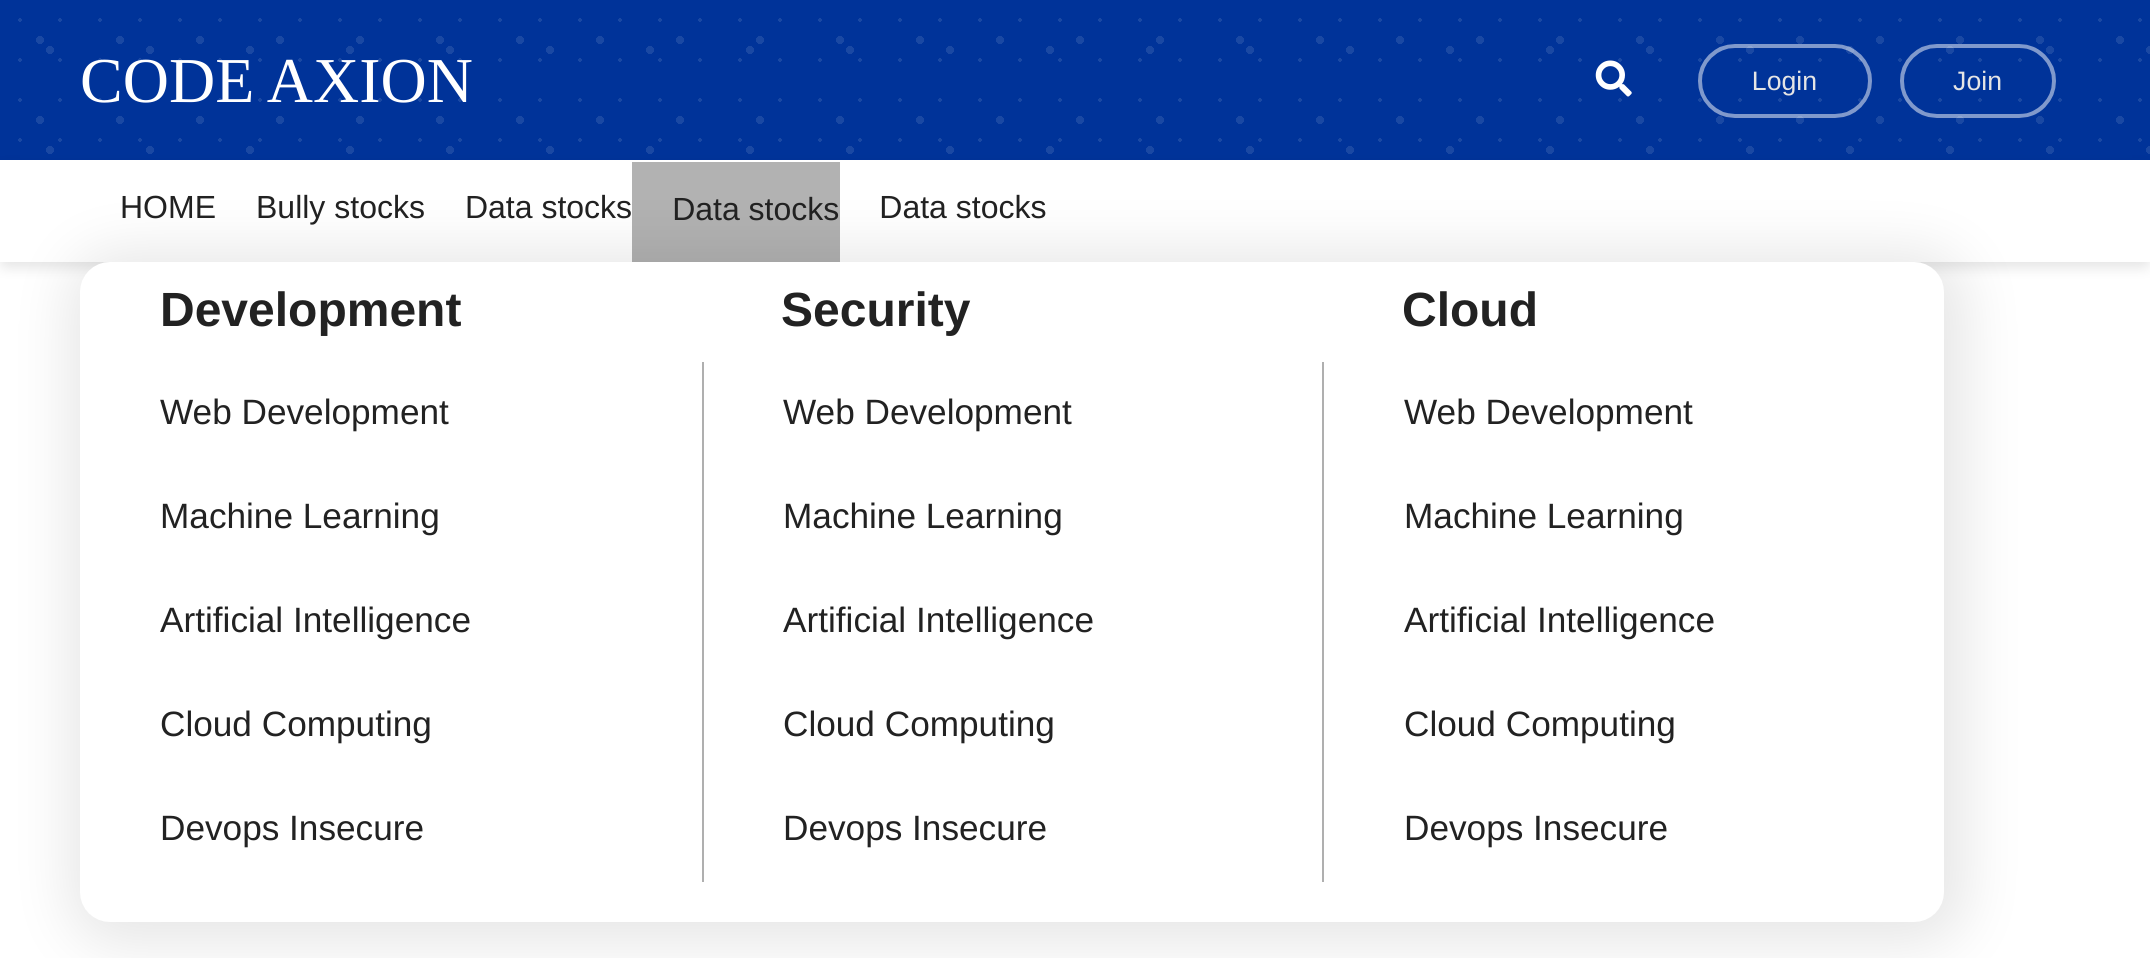 CODE AXION
Login Join
HOME Bully stocks Data stocks Data stocks Data stocks
Development Security Cloud
Web Development Web Development Web Development
Machine Learning Machine Learning Machine Learning
Artificial Intelligence Artificial Intelligence Artificial Intelligence
Cloud Computing Cloud Computing Cloud Computing
Devops Insecure Devops Insecure Devops Insecure